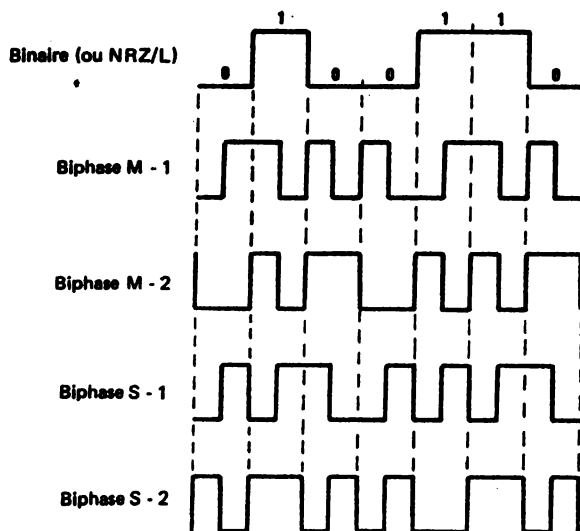 1 1 1
Binaire (ou NRZ/L)
0 0 0 0
Biphase M - 1
Biphase M - 2
Biphase S - 1
Biphase S - 2